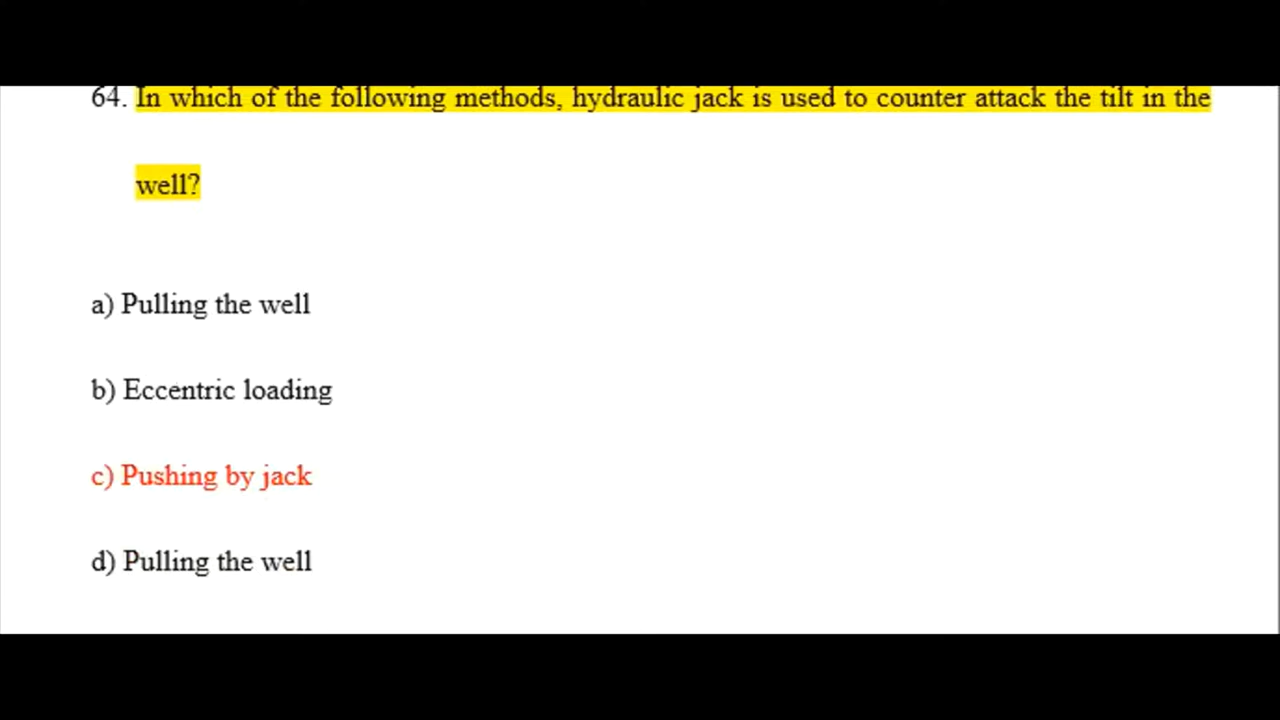 64. In which of the following methods, hydraulic jack is used to counter attack the tilt in the
well?
a) Pulling the well
b) Eccentric loading
c) Pushing by jack
d) Pulling the well